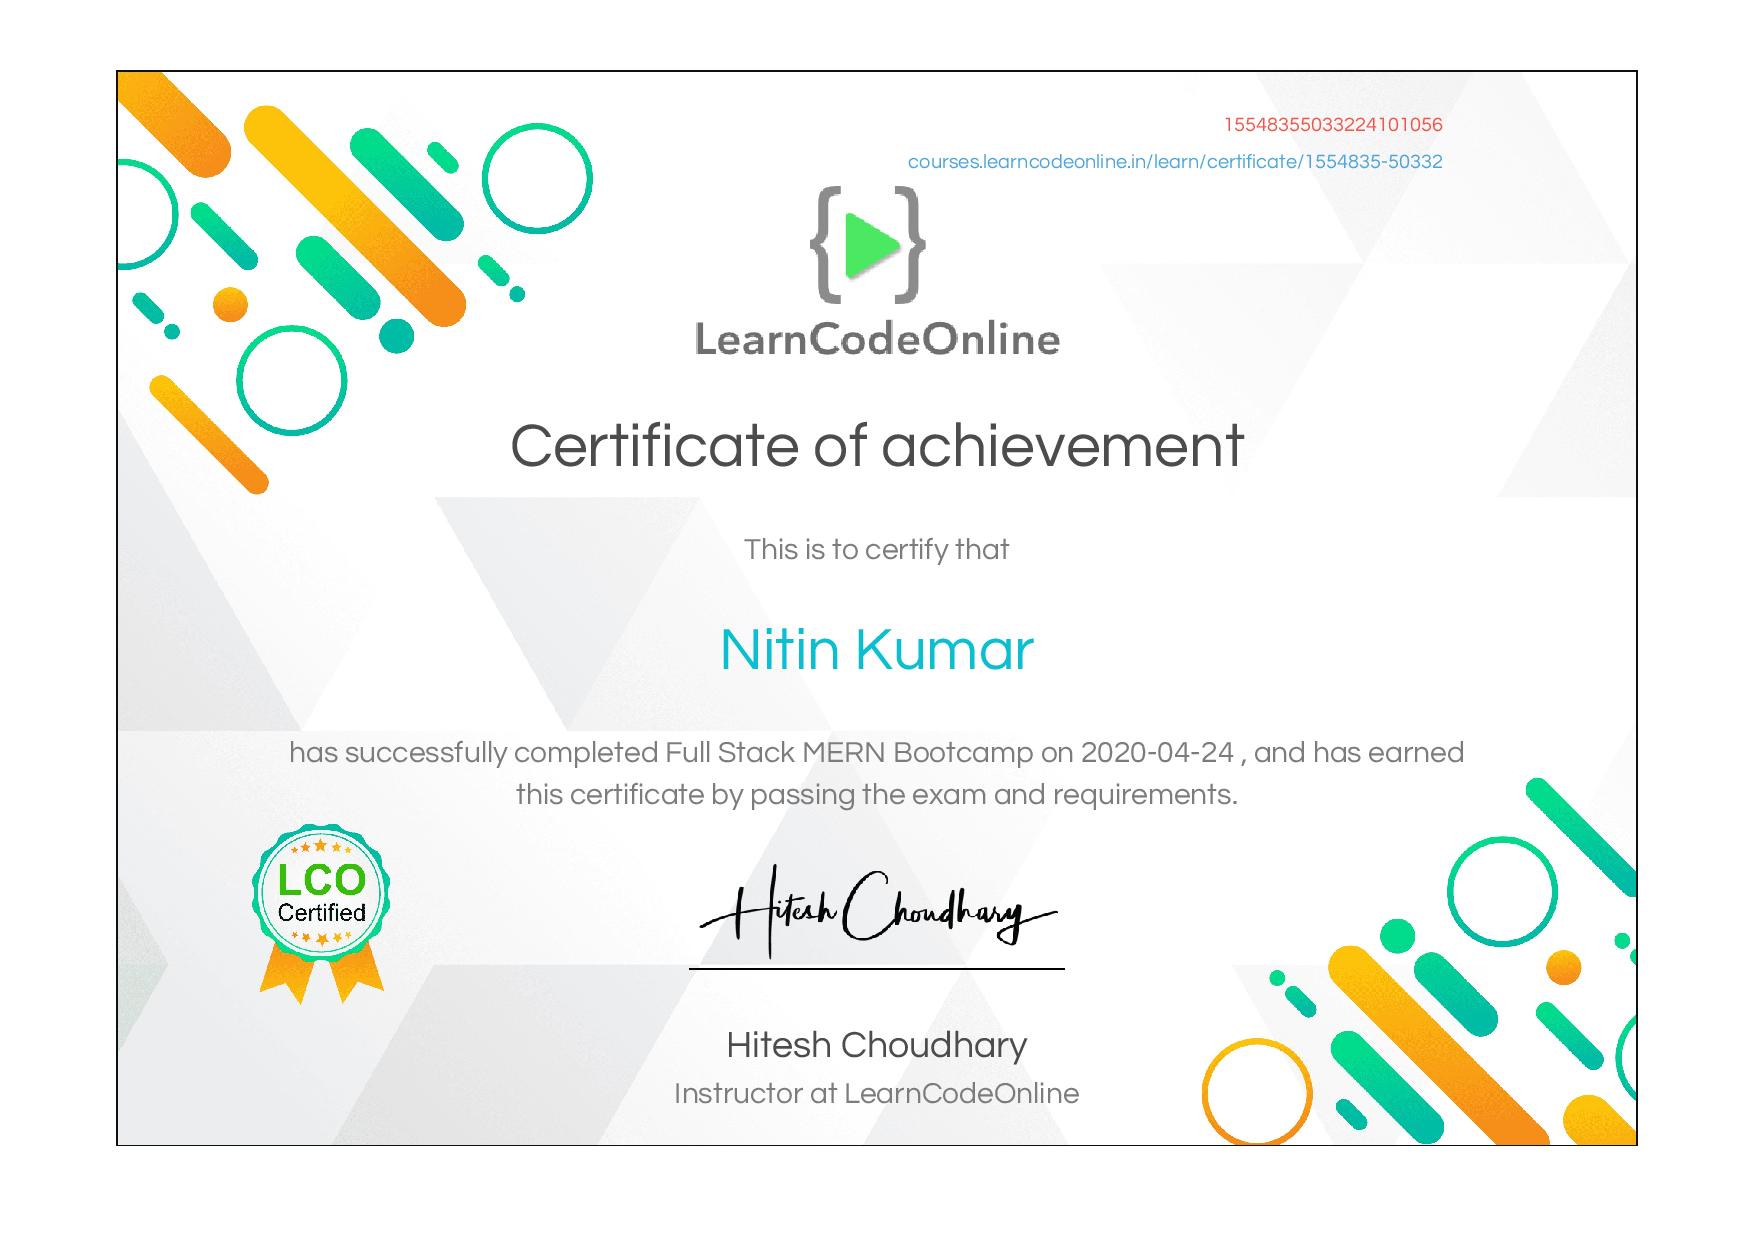 15548355033224101056
courses.learncodeonline.in/learn/certificate/1554835-50332
LearnCodeOnline
Certificate of achievement
This is to certify that
Nitin Kumar
has successfully completed Full Stack MERN Bootcamp on 2020-04-24 , and has earned
this certificate by passing the exam and requirements.
LCO
Certified
Hitesh Choudhary
Hitesh Choudhary
Instructor at LearnCodeOnline